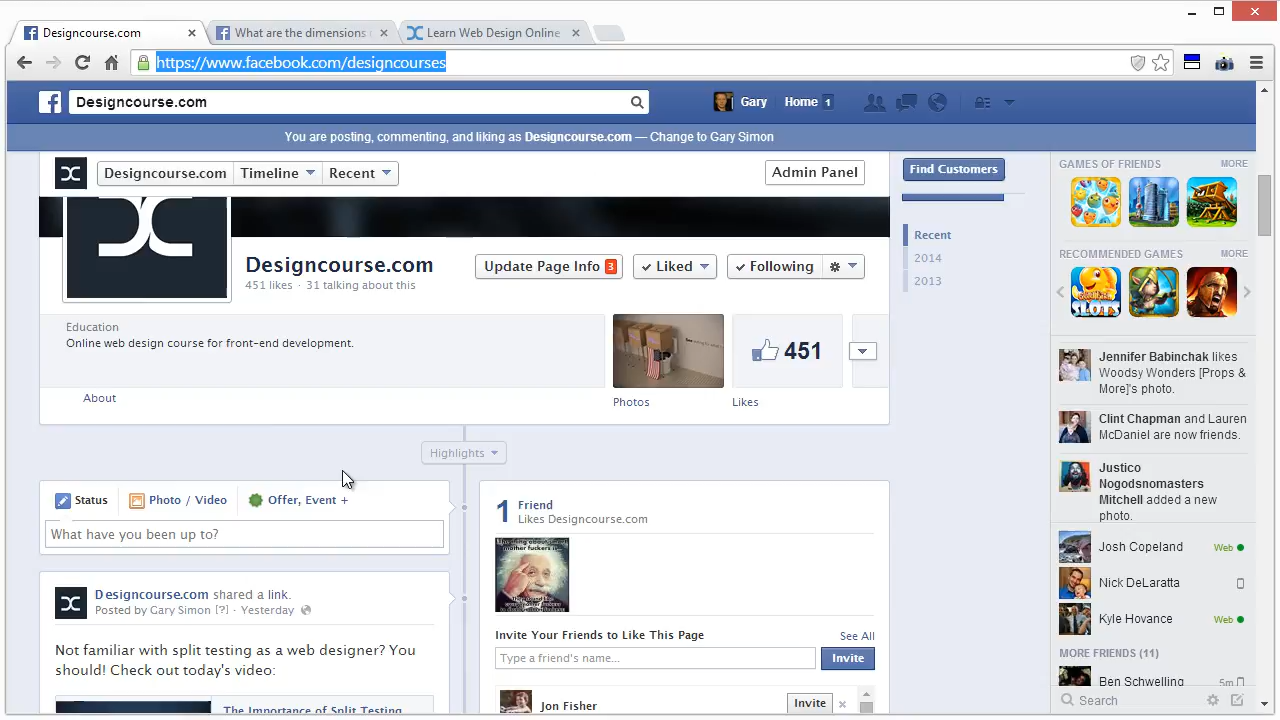 Designcourse.com
What are the dimensions
Learn Web Design Online
https://www.facebook.com/designcourses
Designcourse.com
Gary
Home 1
You are posting, commenting, and liking as Designcourse.com — Change to Gary Simon
Designcourse.com
Timeline
Recent
Admin Panel
Find Customers
Recent
2014
2013
Designcourse.com
451 likes · 31 talking about this
Update Page Info 3
Liked
Following
Education
Online web design course for front-end development.
About
Photos
451
Likes
Highlights
Status
Photo / Video
Offer, Event +
What have you been up to?
Designcourse.com shared a link.
Posted by Gary Simon [?] · Yesterday
Not familiar with split testing as a web designer? You
should! Check out today's video:
The Importance of Split Testing
1 Friend
Likes Designcourse.com
Invite Your Friends to Like This Page
See All
Type a friend's name...
Invite
Jon Fisher
Invite
GAMES OF FRIENDS
MORE
RECOMMENDED GAMES
MORE
SLOTS
Jennifer Babinchak likes
Woodsy Wonders [Props &
More]'s photo.
Clint Chapman and Lauren
McDaniel are now friends.
Justico
Nogodsnomasters
Mitchell added a new
photo.
Josh Copeland
Web
Nick DeLaratta
Kyle Hovance
Web
MORE FRIENDS (11)
Ben Schwelling
5m
Search